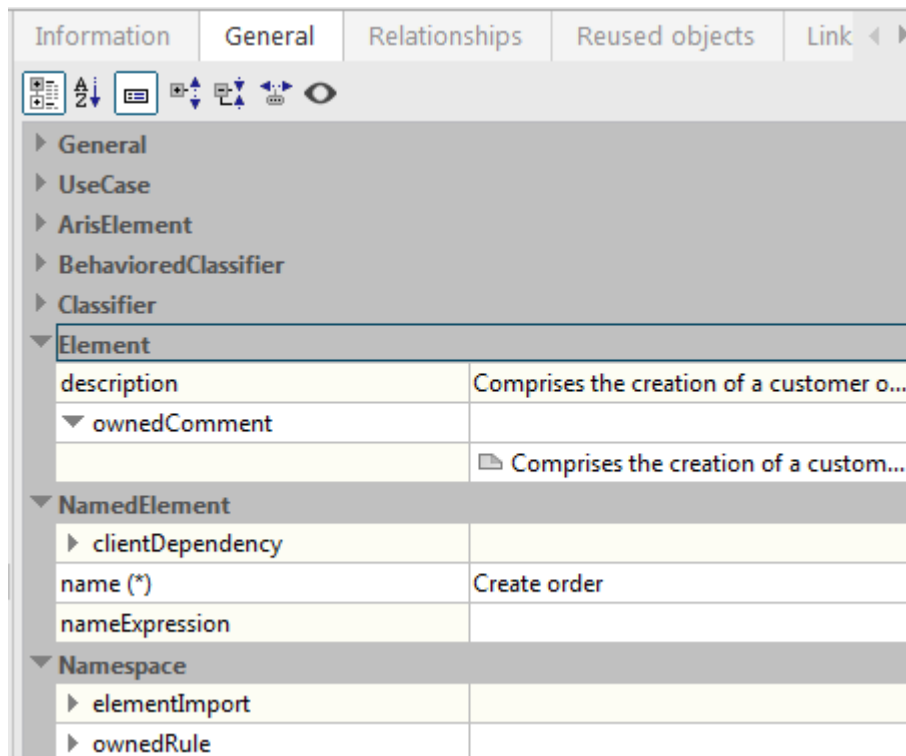 Information General Relationships Reused objects Link
General
UseCase
ArisElement
BehavioredClassifier
Classifier
Element
description Comprises the creation of a customer o...
ownedComment
Comprises the creation of a custom...
NamedElement
clientDependency
name (*) Create order
nameExpression
Namespace
elementImport
ownedRule